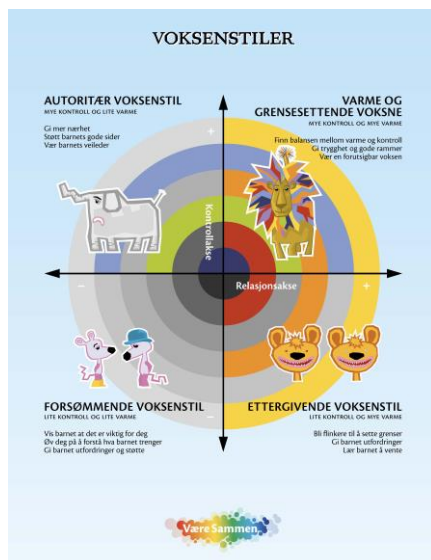 VOKSENSTILER
AUTORITÆR VOKSENSTIL
MYE KONTROLL OG LITE VARME
Gi mer nærhet
Støtt barnets gode sider
Vær barnets veileder
VARME OG
GRENSESETTENDE VOKSNE
MYE KONTROLL OG MYE VARME
Finn balansen mellom varme og kontroll
Gi trygghet og gode rammer
Vær en forutsigbar voksen
+
Kontrollakse
–
Relasjonsakse
+
–
FORSØMMENDE VOKSENSTIL
LITE KONTROLL OG LITE VARME
Vis barnet at det er viktig for deg
Øv deg på å forstå hva barnet trenger
Gi barnet utfordringer og støtte
ETTERGIVENDE VOKSENSTIL
LITE KONTROLL OG MYE VARME
Bli flinkere til å sette grenser
Gi barnet utfordringer
Lær barnet å vente
Være Sammen